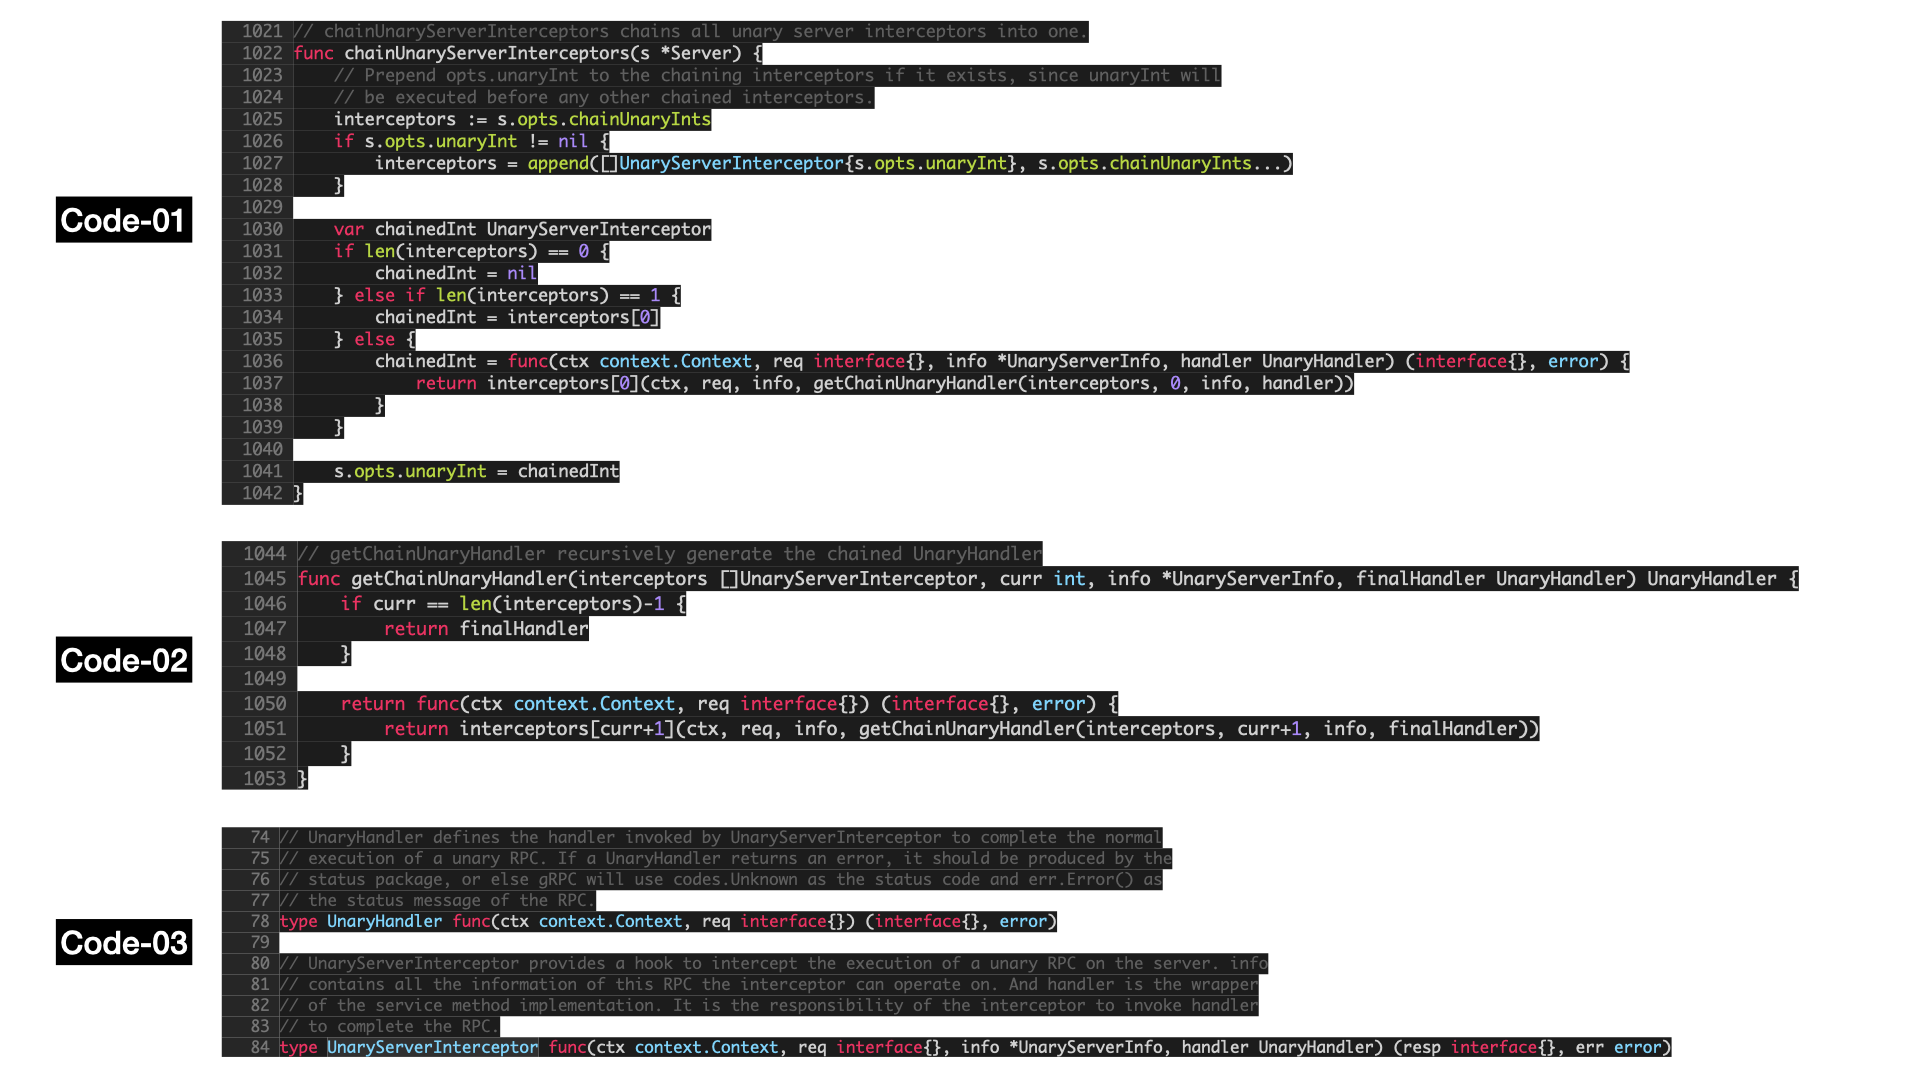 Code-01
1021 // chainUnaryServerInterceptors chains all unary server interceptors into one.
1022 func chainUnaryServerInterceptors(s *Server) {
1023     // Prepend opts.unaryInt to the chaining interceptors if it exists, since unaryInt will
1024     // be executed before any other chained interceptors.
1025     interceptors := s.opts.chainUnaryInts
1026     if s.opts.unaryInt != nil {
1027         interceptors = append([]UnaryServerInterceptor{s.opts.unaryInt}, s.opts.chainUnaryInts...)
1028     }
1029
1030     var chainedInt UnaryServerInterceptor
1031     if len(interceptors) == 0 {
1032         chainedInt = nil
1033     } else if len(interceptors) == 1 {
1034         chainedInt = interceptors[0]
1035     } else {
1036         chainedInt = func(ctx context.Context, req interface{}, info *UnaryServerInfo, handler UnaryHandler) (interface{}, error) {
1037             return interceptors[0](ctx, req, info, getChainUnaryHandler(interceptors, 0, info, handler))
1038         }
1039     }
1040
1041     s.opts.unaryInt = chainedInt
1042 }
Code-02
1044 // getChainUnaryHandler recursively generate the chained UnaryHandler
1045 func getChainUnaryHandler(interceptors []UnaryServerInterceptor, curr int, info *UnaryServerInfo, finalHandler UnaryHandler) UnaryHandler {
1046     if curr == len(interceptors)-1 {
1047         return finalHandler
1048     }
1049
1050     return func(ctx context.Context, req interface{}) (interface{}, error) {
1051         return interceptors[curr+1](ctx, req, info, getChainUnaryHandler(interceptors, curr+1, info, finalHandler))
1052     }
1053 }
Code-03
74 // UnaryHandler defines the handler invoked by UnaryServerInterceptor to complete the normal
75 // execution of a unary RPC. If a UnaryHandler returns an error, it should be produced by the
76 // status package, or else gRPC will use codes.Unknown as the status code and err.Error() as
77 // the status message of the RPC.
78 type UnaryHandler func(ctx context.Context, req interface{}) (interface{}, error)
79
80 // UnaryServerInterceptor provides a hook to intercept the execution of a unary RPC on the server. info
81 // contains all the information of this RPC the interceptor can operate on. And handler is the wrapper
82 // of the service method implementation. It is the responsibility of the interceptor to invoke handler
83 // to complete the RPC.
84 type UnaryServerInterceptor func(ctx context.Context, req interface{}, info *UnaryServerInfo, handler UnaryHandler) (resp interface{}, err error)